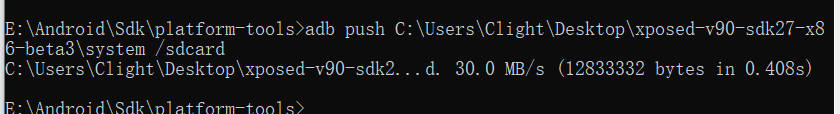 E:\Android\Sdk\platform-tools>adb push C:\Users\Clight\Desktop\xposed-v90-sdk27-x8
6-beta3\system /sdcard
C:\Users\Clight\Desktop\xposed-v90-sdk2...d. 30.0 MB/s (12833332 bytes in 0.408s)
E:\Android\Sdk\platform-tools>